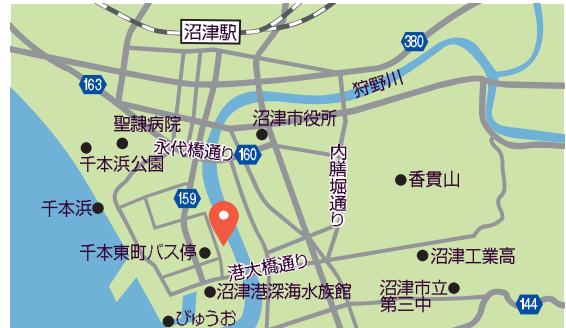 沼津駅
380
163
狩野川
聖隷病院
沼津市役所
永代橋通り
160
千本浜公園
内膳堀通り
香貫山
159
千本浜
千本東町バス停
港大橋通り
沼津工業高
沼津港深海水族館
沼津市立
第三中
144
びゅうお